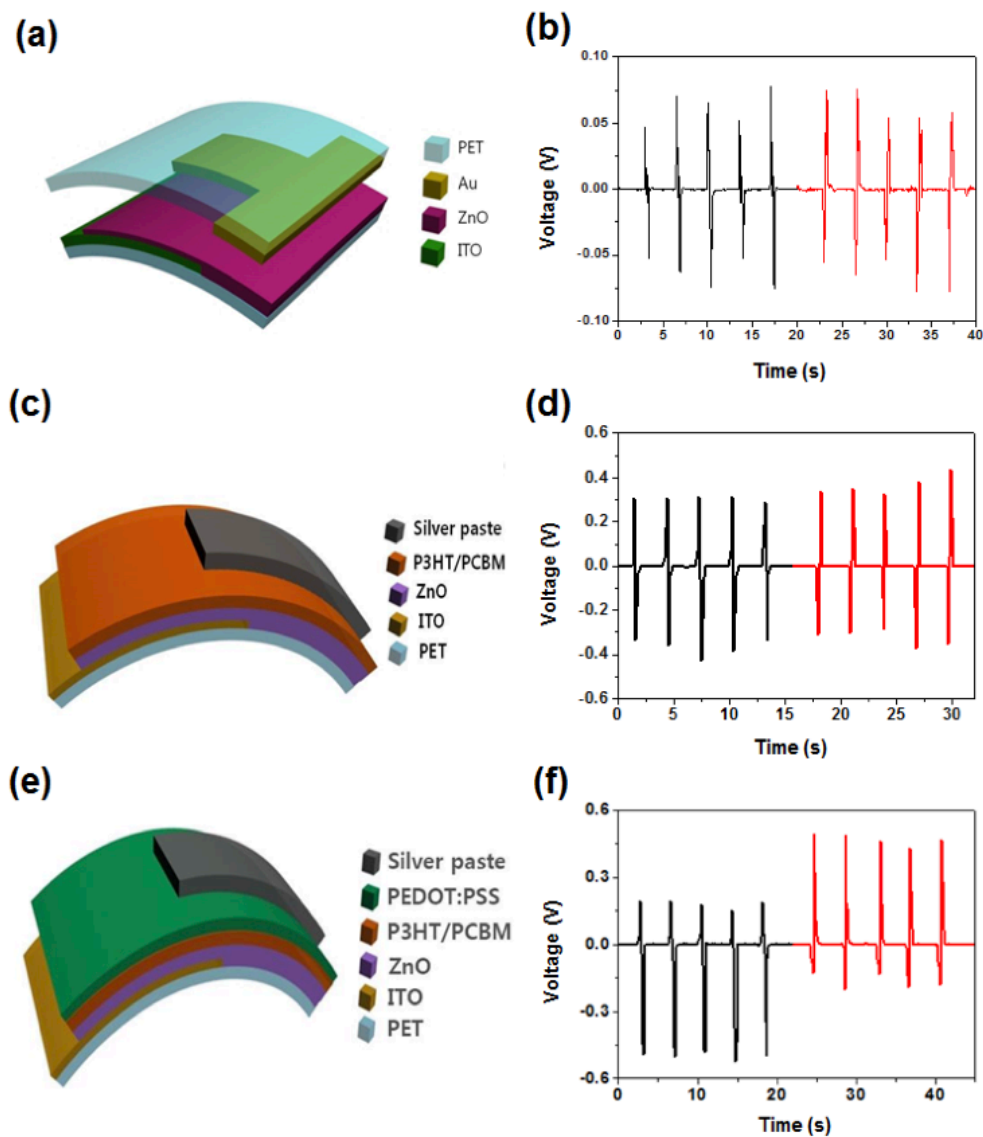 (a)
PET
Au
ZnO
ITO
(b)
0.10
0.05
0.00
-0.05
-0.10
Voltage (V)
0 5 10 15 20 25 30 35 40
Time (s)
(c)
Silver paste
P3HT/PCBM
ZnO
ITO
PET
(d)
0.6
0.4
0.2
0.0
-0.2
-0.4
-0.6
Voltage (V)
0 5 10 15 20 25 30
Time (s)
(e)
Silver paste
PEDOT:PSS
P3HT/PCBM
ZnO
ITO
PET
(f)
0.6
0.3
0.0
-0.3
-0.6
Voltage (V)
0 10 20 30 40
Time (s)